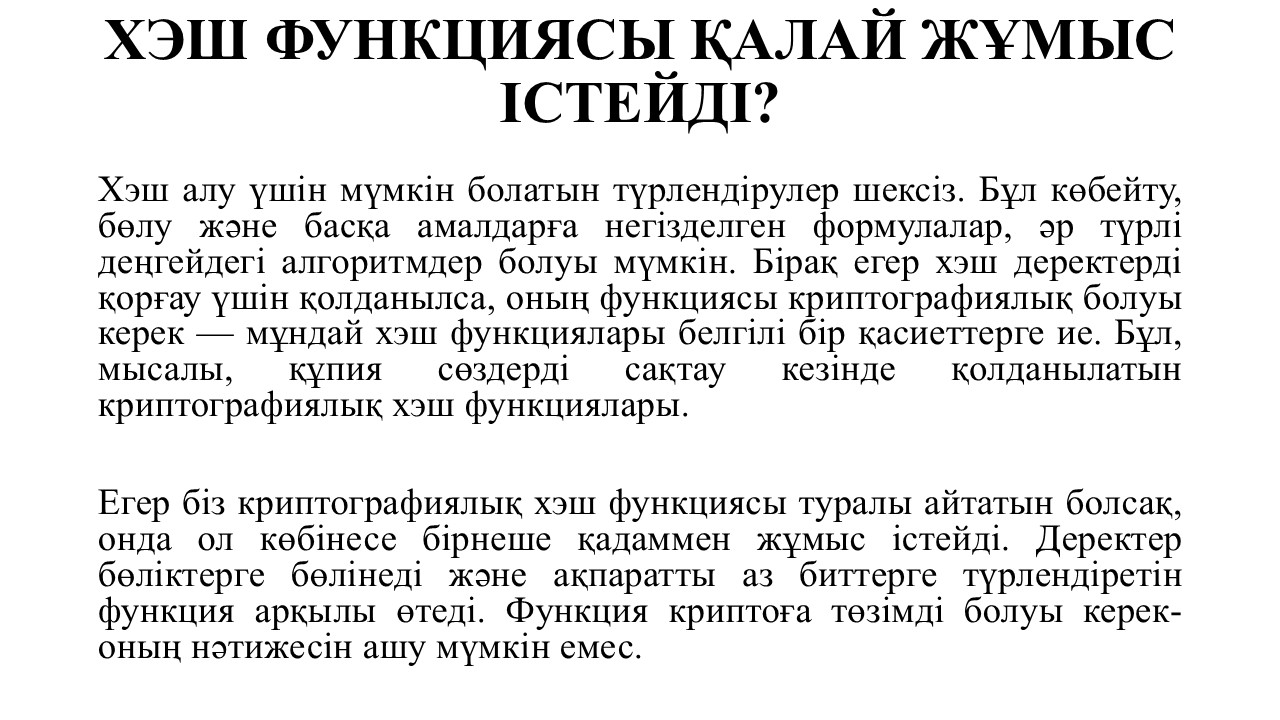 ХЭШ ФУНКЦИЯСЫ ҚАЛАЙ ЖҰМЫС
ІСТЕЙДІ?
Хэш алу үшін мүмкін болатын түрлендірулер шексіз. Бұл көбейту,
бөлу және басқа амалдарға негізделген формулалар, әр түрлі
деңгейдегі алгоритмдер болуы мүмкін. Бірақ егер хэш деректерді
қорғау үшін қолданылса, оның функциясы криптографиялық болуы
керек — мұндай хэш функциялары белгілі бір қасиеттерге ие. Бұл,
мысалы, құпия сөздерді сақтау кезінде қолданылатын
криптографиялық хэш функциялары.
Егер біз криптографиялық хэш функциясы туралы айтатын болсақ,
онда ол көбінесе бірнеше қадаммен жұмыс істейді. Деректер
бөліктерге бөлінеді және ақпаратты аз биттерге түрлендіретін
функция арқылы өтеді. Функция криптоға төзімді болуы керек-
оның нәтижесін ашу мүмкін емес.